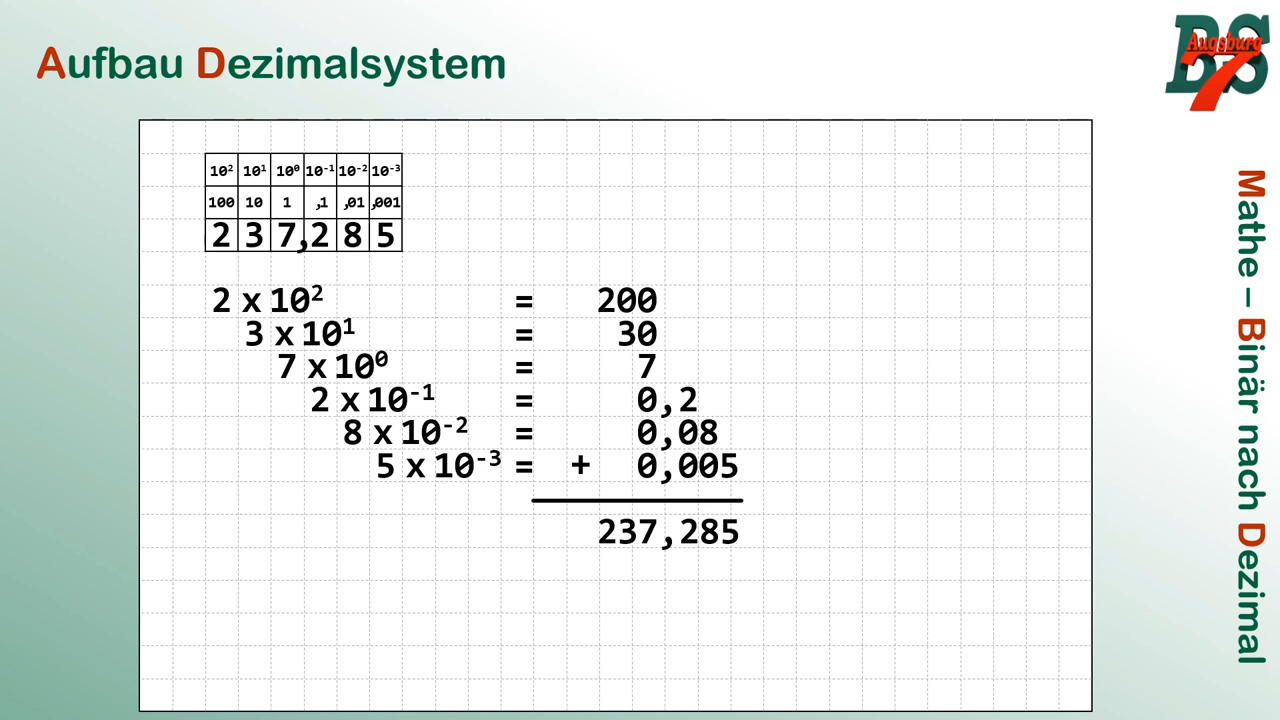 Aufbau Dezimalsystem
BS
Augsburg
7
10² 10¹ 10⁰ 10⁻¹ 10⁻² 10⁻³
100 10 1 ,1 ,01 ,001
2 3 7,2 8 5
2 x 10² = 200
3 x 10¹ = 30
7 x 10⁰ = 7
2 x 10⁻¹ = 0,2
8 x 10⁻² = 0,08
5 x 10⁻³ = + 0,005
237,285
Mathe – Binär nach Dezimal